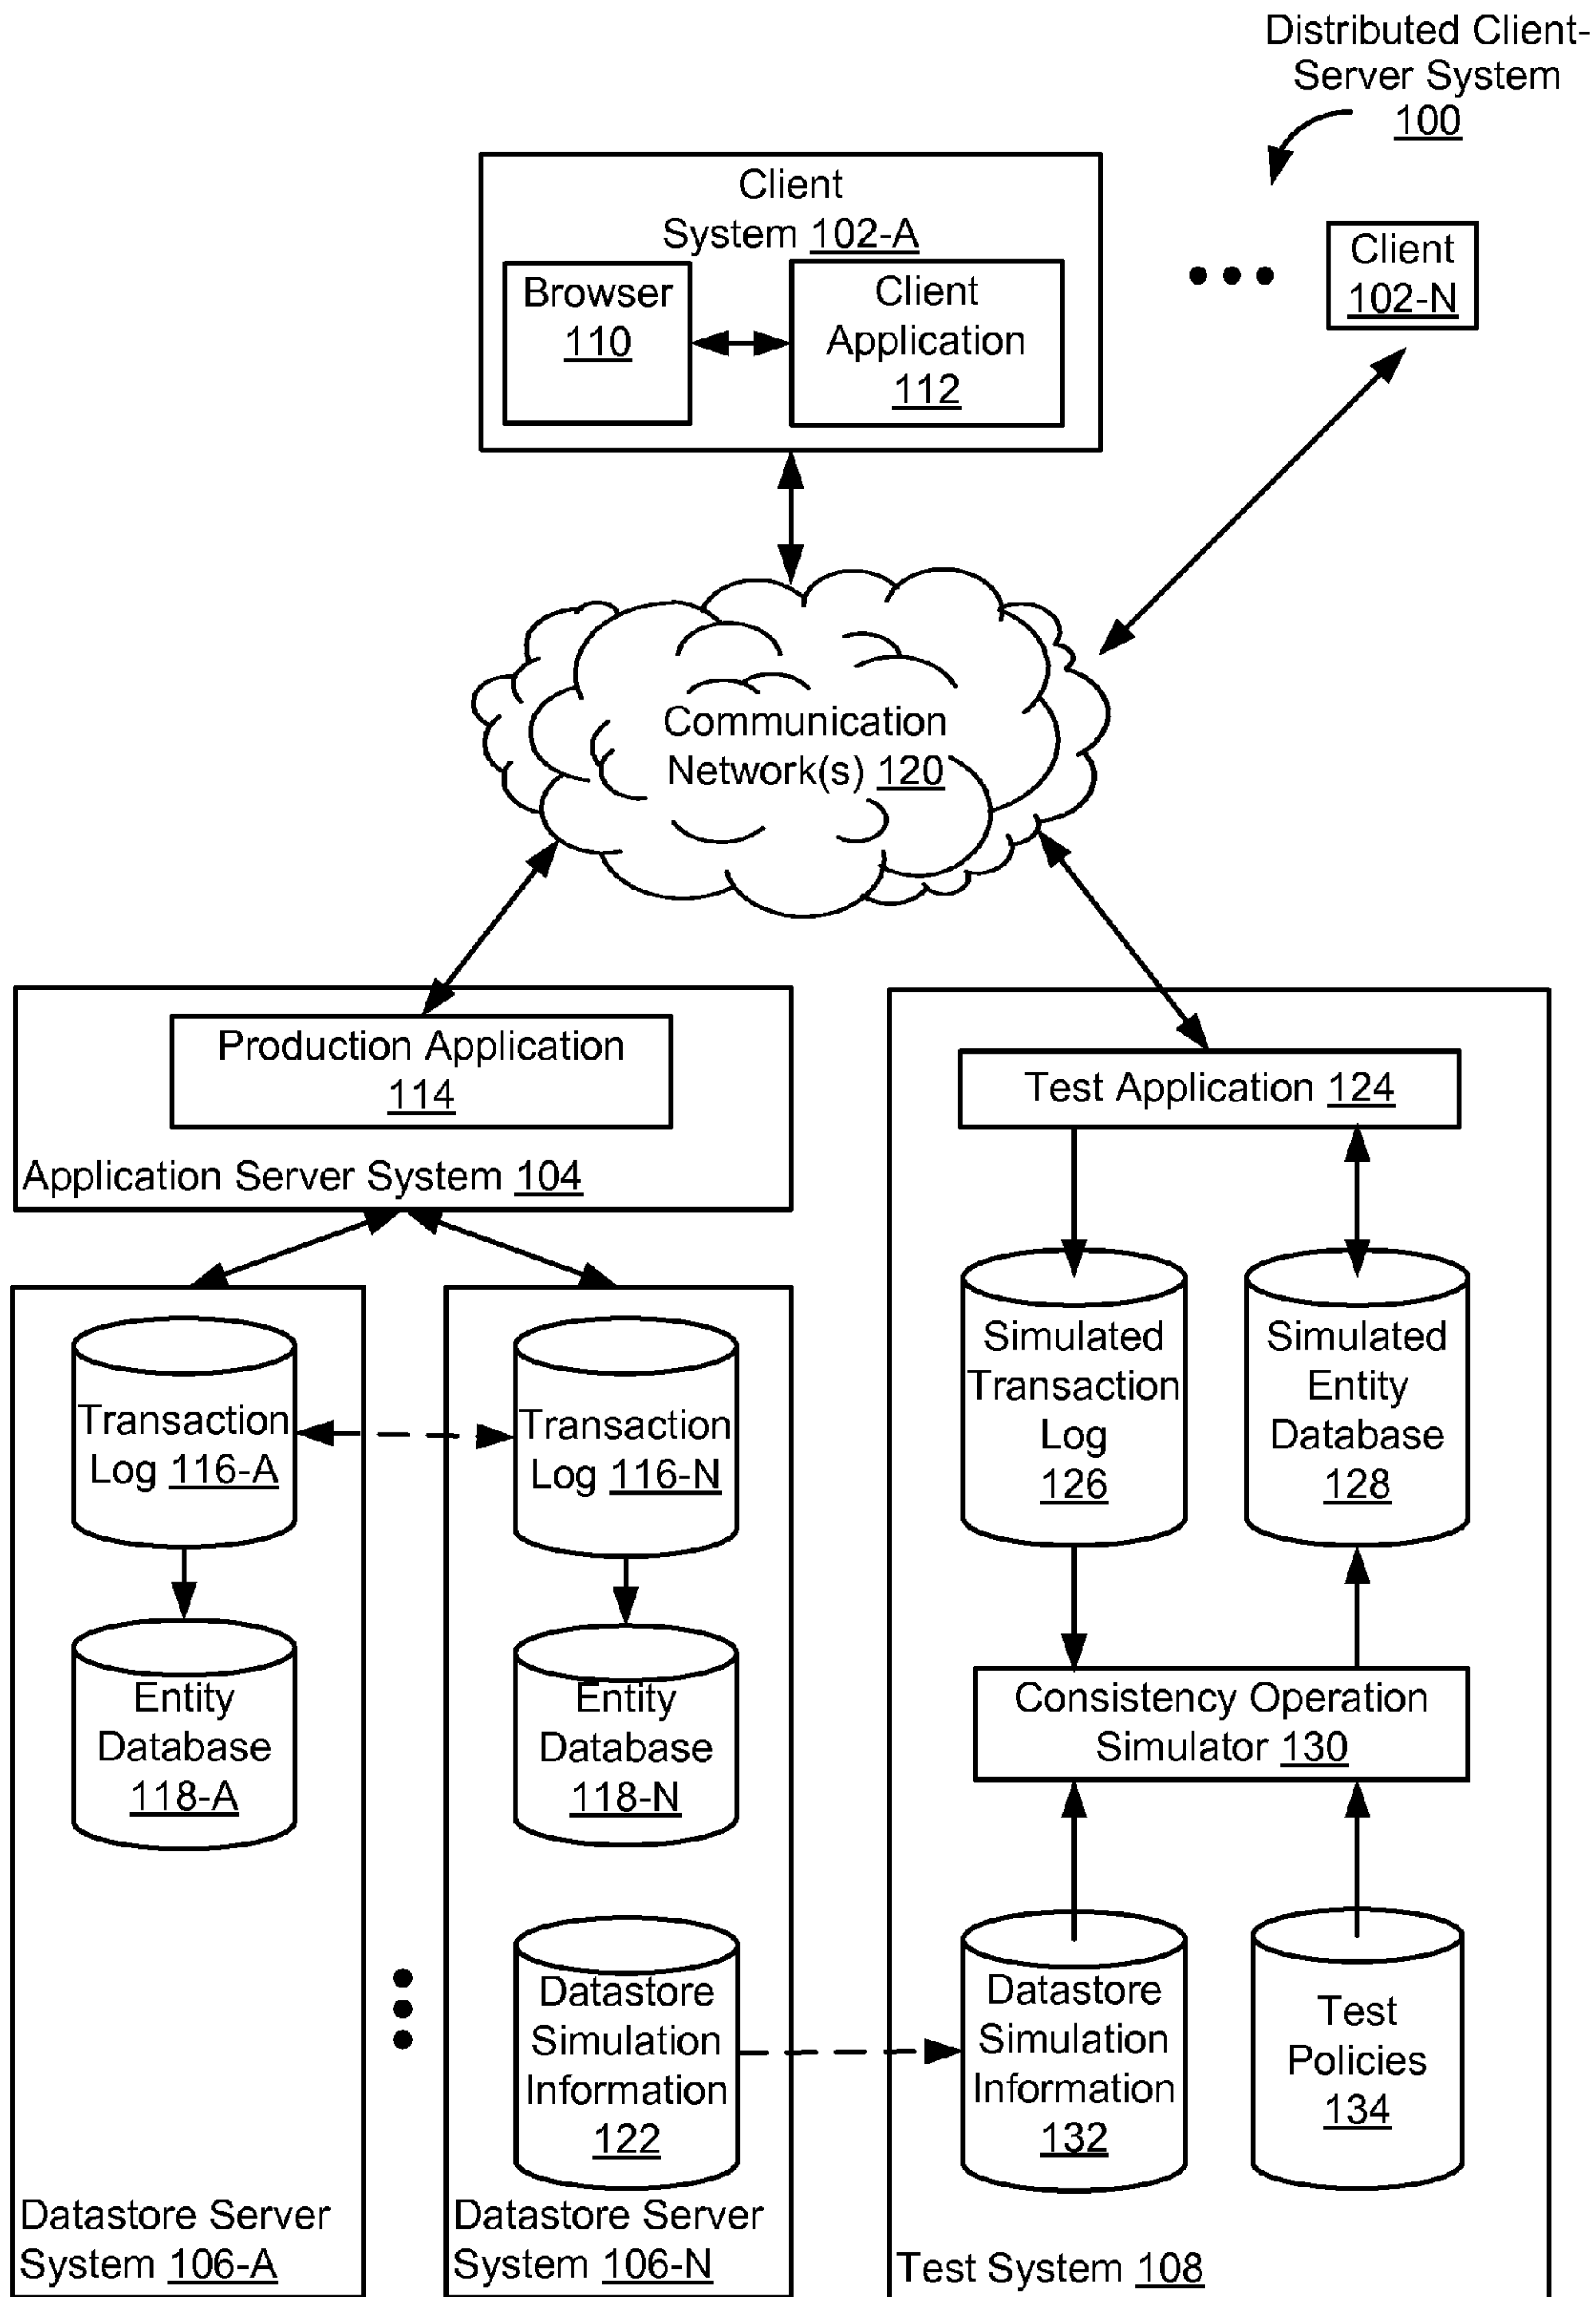 Distributed Client-
Server System
100
Client
System 102-A
Browser
110
Client
Application
112
Client
102-N
Communication
Network(s) 120
Production Application
114
Application Server System 104
Test Application 124
Transaction
Log 116-A
Transaction
Log 116-N
Simulated
Transaction
Log
126
Simulated
Entity
Database
128
Entity
Database
118-A
Entity
Database
118-N
Consistency Operation
Simulator 130
Datastore
Simulation
Information
122
Datastore
Simulation
Information
132
Test
Policies
134
Datastore Server
System 106-A
Datastore Server
System 106-N
Test System 108